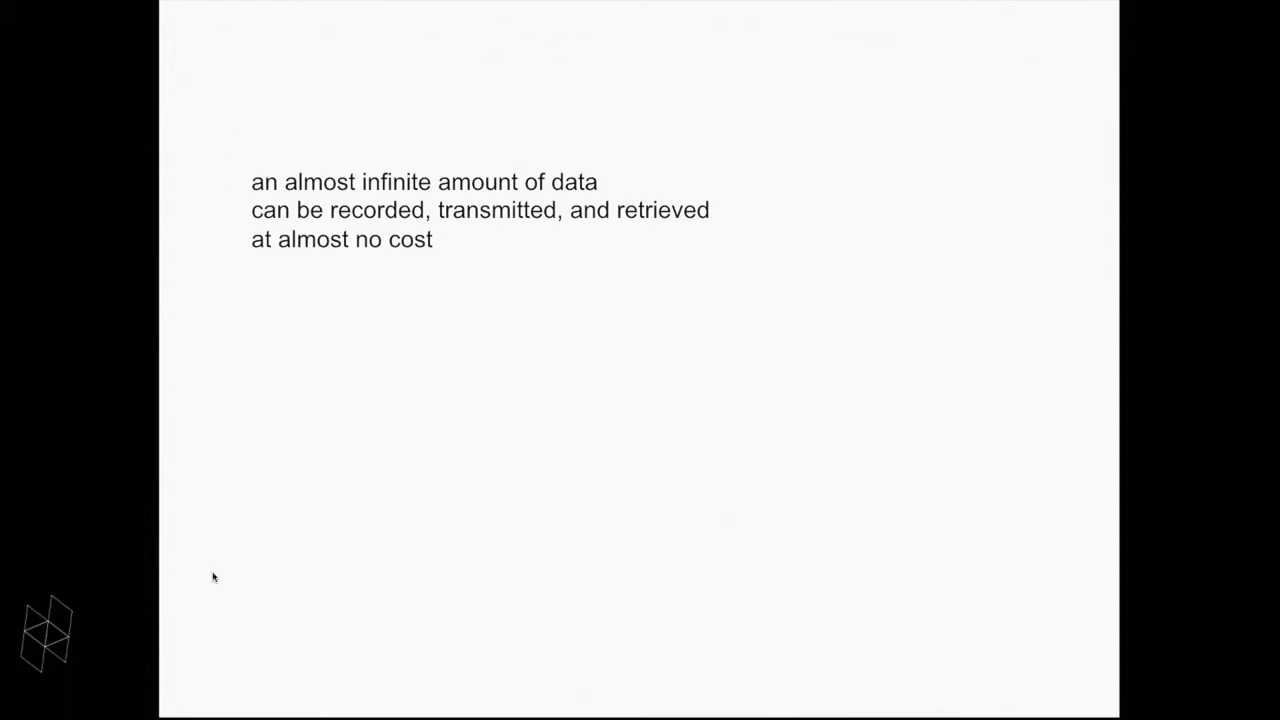 an almost infinite amount of data
can be recorded, transmitted, and retrieved
at almost no cost